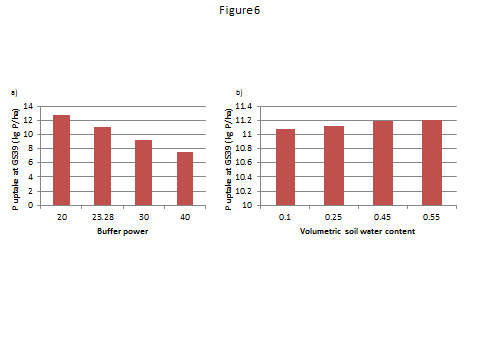 Figure 6
a)
P uptake at GS39 (kg P/ha)
14
12
10
8
6
4
2
0
20 23.28 30 40
Buffer power
b)
P uptake at GS39 (kg P/ha)
11.4
11.2
11
10.8
10.6
10.4
10.2
10
0.1 0.25 0.45 0.55
Volumetric soil water content